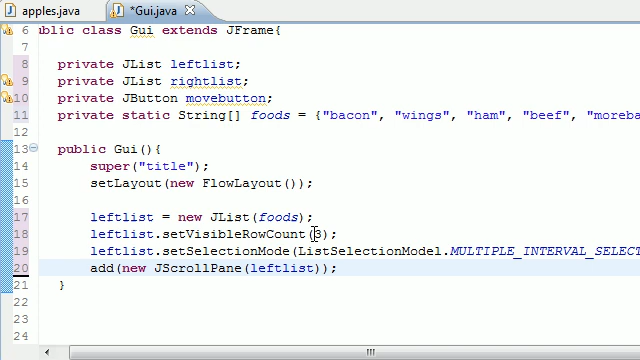 apples.java
*Gui.java
6 ublic class Gui extends JFrame{
7
8 private JList leftlist;
9 private JList rightlist;
10 private JButton movebutton;
11 private static String[] foods = {"bacon", "wings", "ham", "beef", "moreba
12
13 public Gui(){
14 super("title");
15 setLayout(new FlowLayout());
16
17 leftlist = new JList(foods);
18 leftlist.setVisibleRowCount(3);
19 leftlist.setSelectionMode(ListSelectionModel.MULTIPLE_INTERVAL_SELECT
20 add(new JScrollPane(leftlist));
21 }
22
23
24